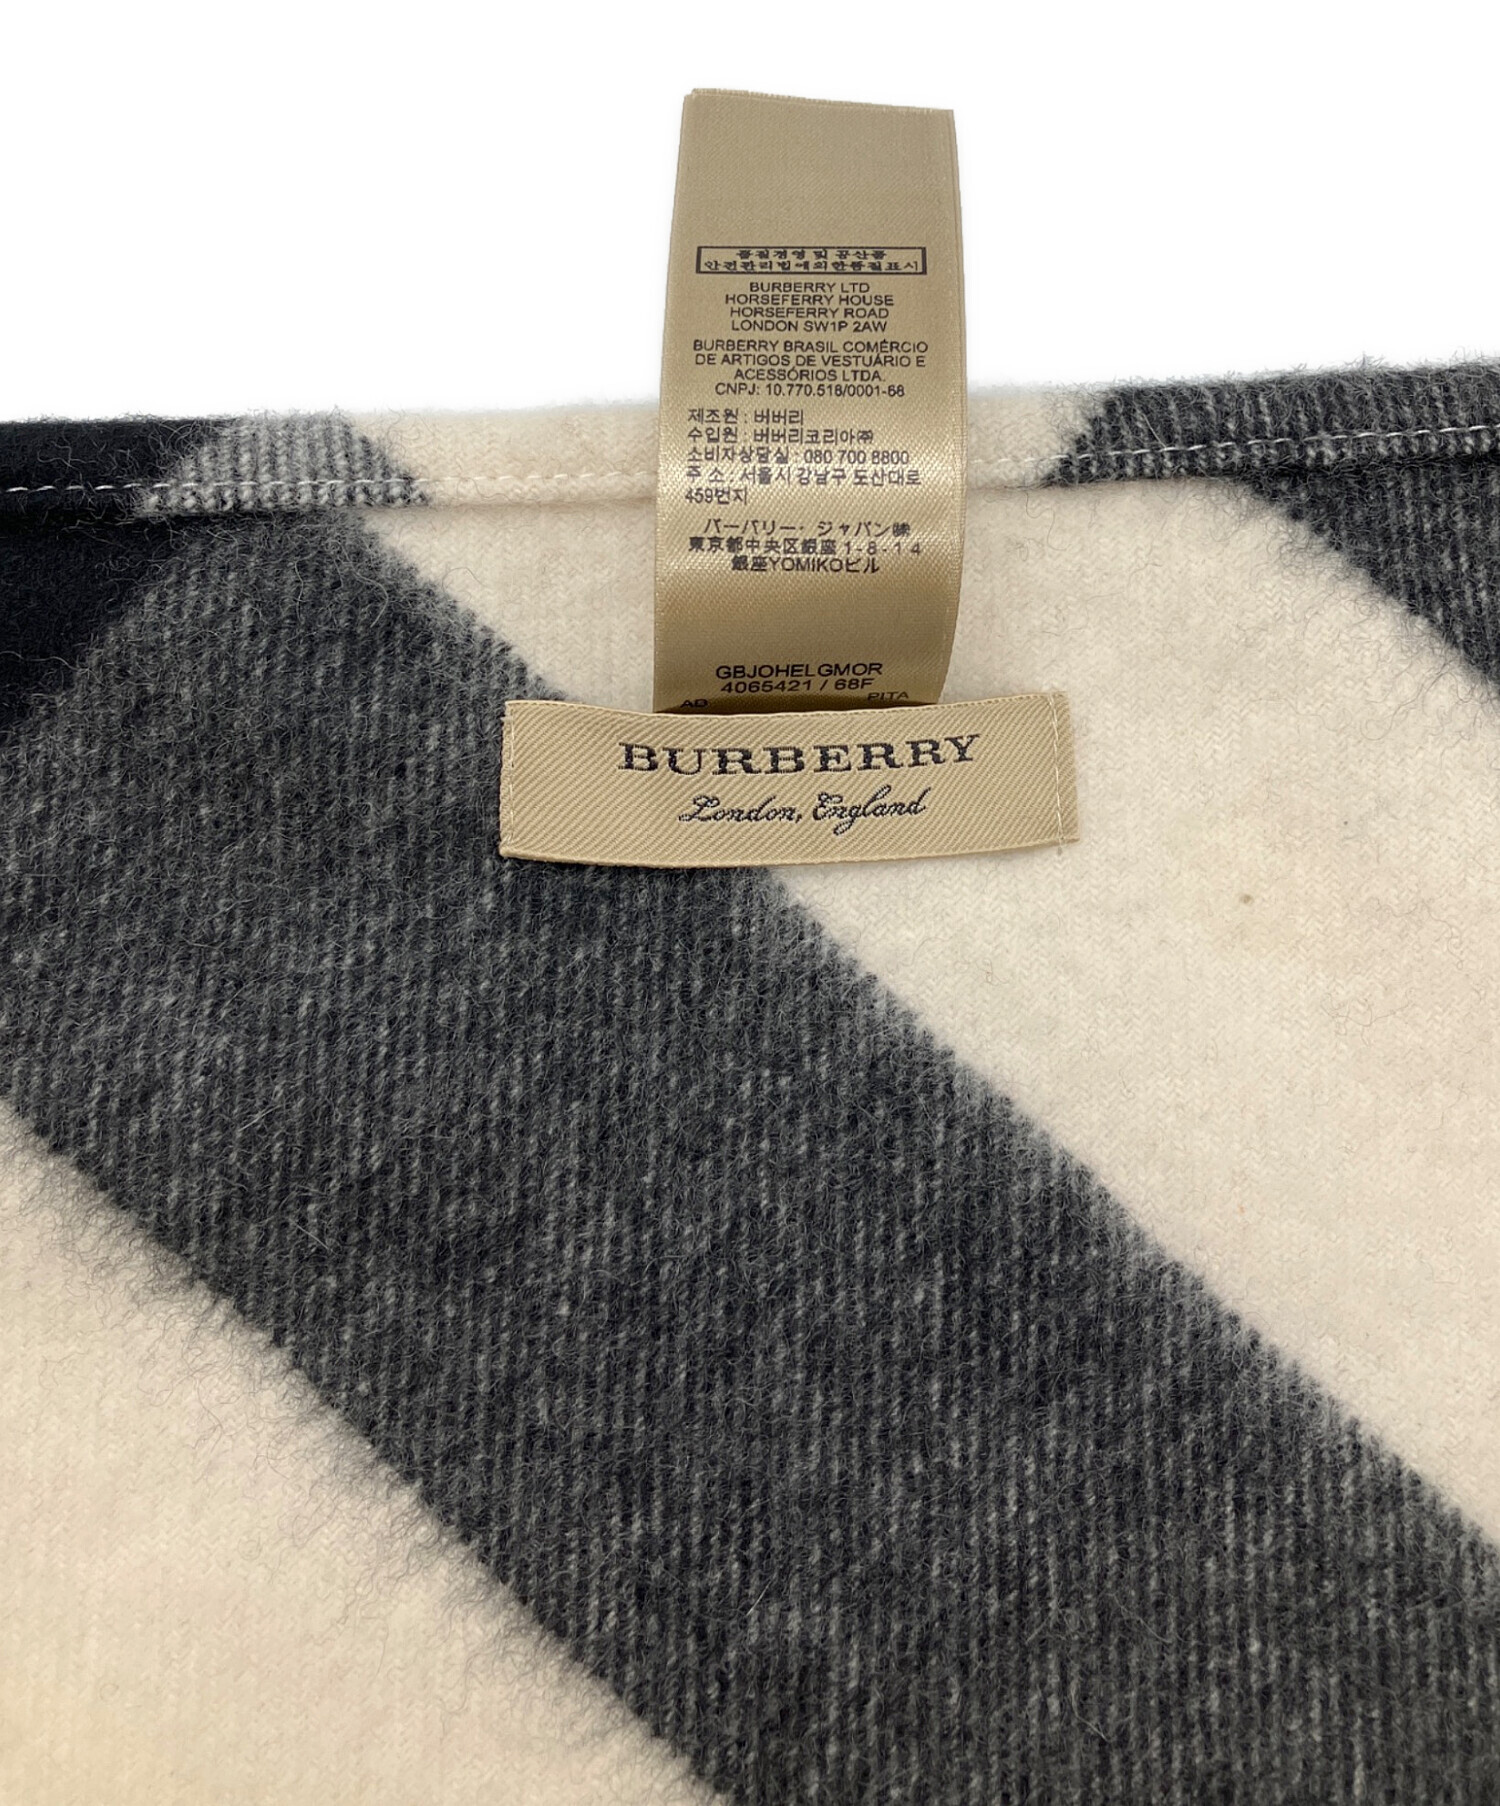 품질경영 및 공산품
안전관리법에의한품질표시
BURBERRY LTD
HORSEFERRY HOUSE
HORSEFERRY ROAD
LONDON SW1P 2AW
BURBERRY BRASIL COMÉRCIO
DE ARTIGOS DE VESTUÁRIO E
ACESSÓRIOS LTDA.
CNPJ: 10.770.518/0001-68
제조원 : 버버리
수입원 : 버버리코리아㈜
소비자상담실 : 080 700 8800
주 소 : 서울시 강남구 도산대로
459번지
バーバリー・ジャパン㈱
東京都中央区銀座 1-8-14
銀座YOMIKOビル
GBJOHELGMOR
4065421 / 68F
AD PITA
BURBERRY
London, England